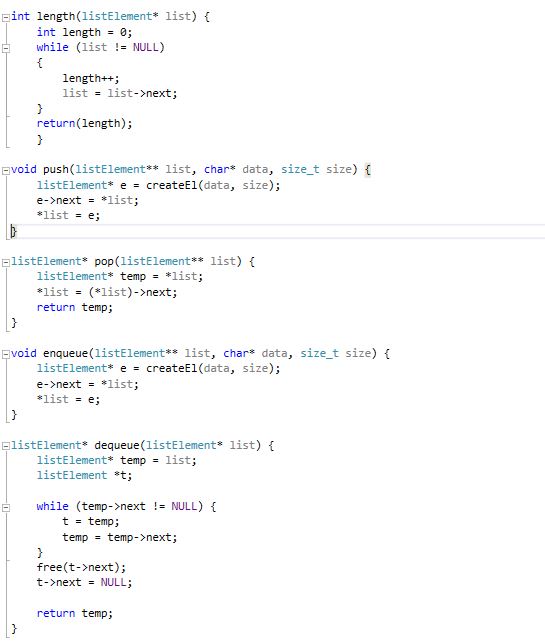 int length(listElement* list) {
    int length = 0;
    while (list != NULL)
    {
        length++;
        list = list->next;
    }
    return(length);
    }
void push(listElement** list, char* data, size_t size) {
    listElement* e = createEl(data, size);
    e->next = *list;
    *list = e;
}
listElement* pop(listElement** list) {
    listElement* temp = *list;
    *list = (*list)->next;
    return temp;
}
void enqueue(listElement** list, char* data, size_t size) {
    listElement* e = createEl(data, size);
    e->next = *list;
    *list = e;
}
listElement* dequeue(listElement* list) {
    listElement* temp = list;
    listElement *t;
    while (temp->next != NULL) {
        t = temp;
        temp = temp->next;
    }
    free(t->next);
    t->next = NULL;
    return temp;
}